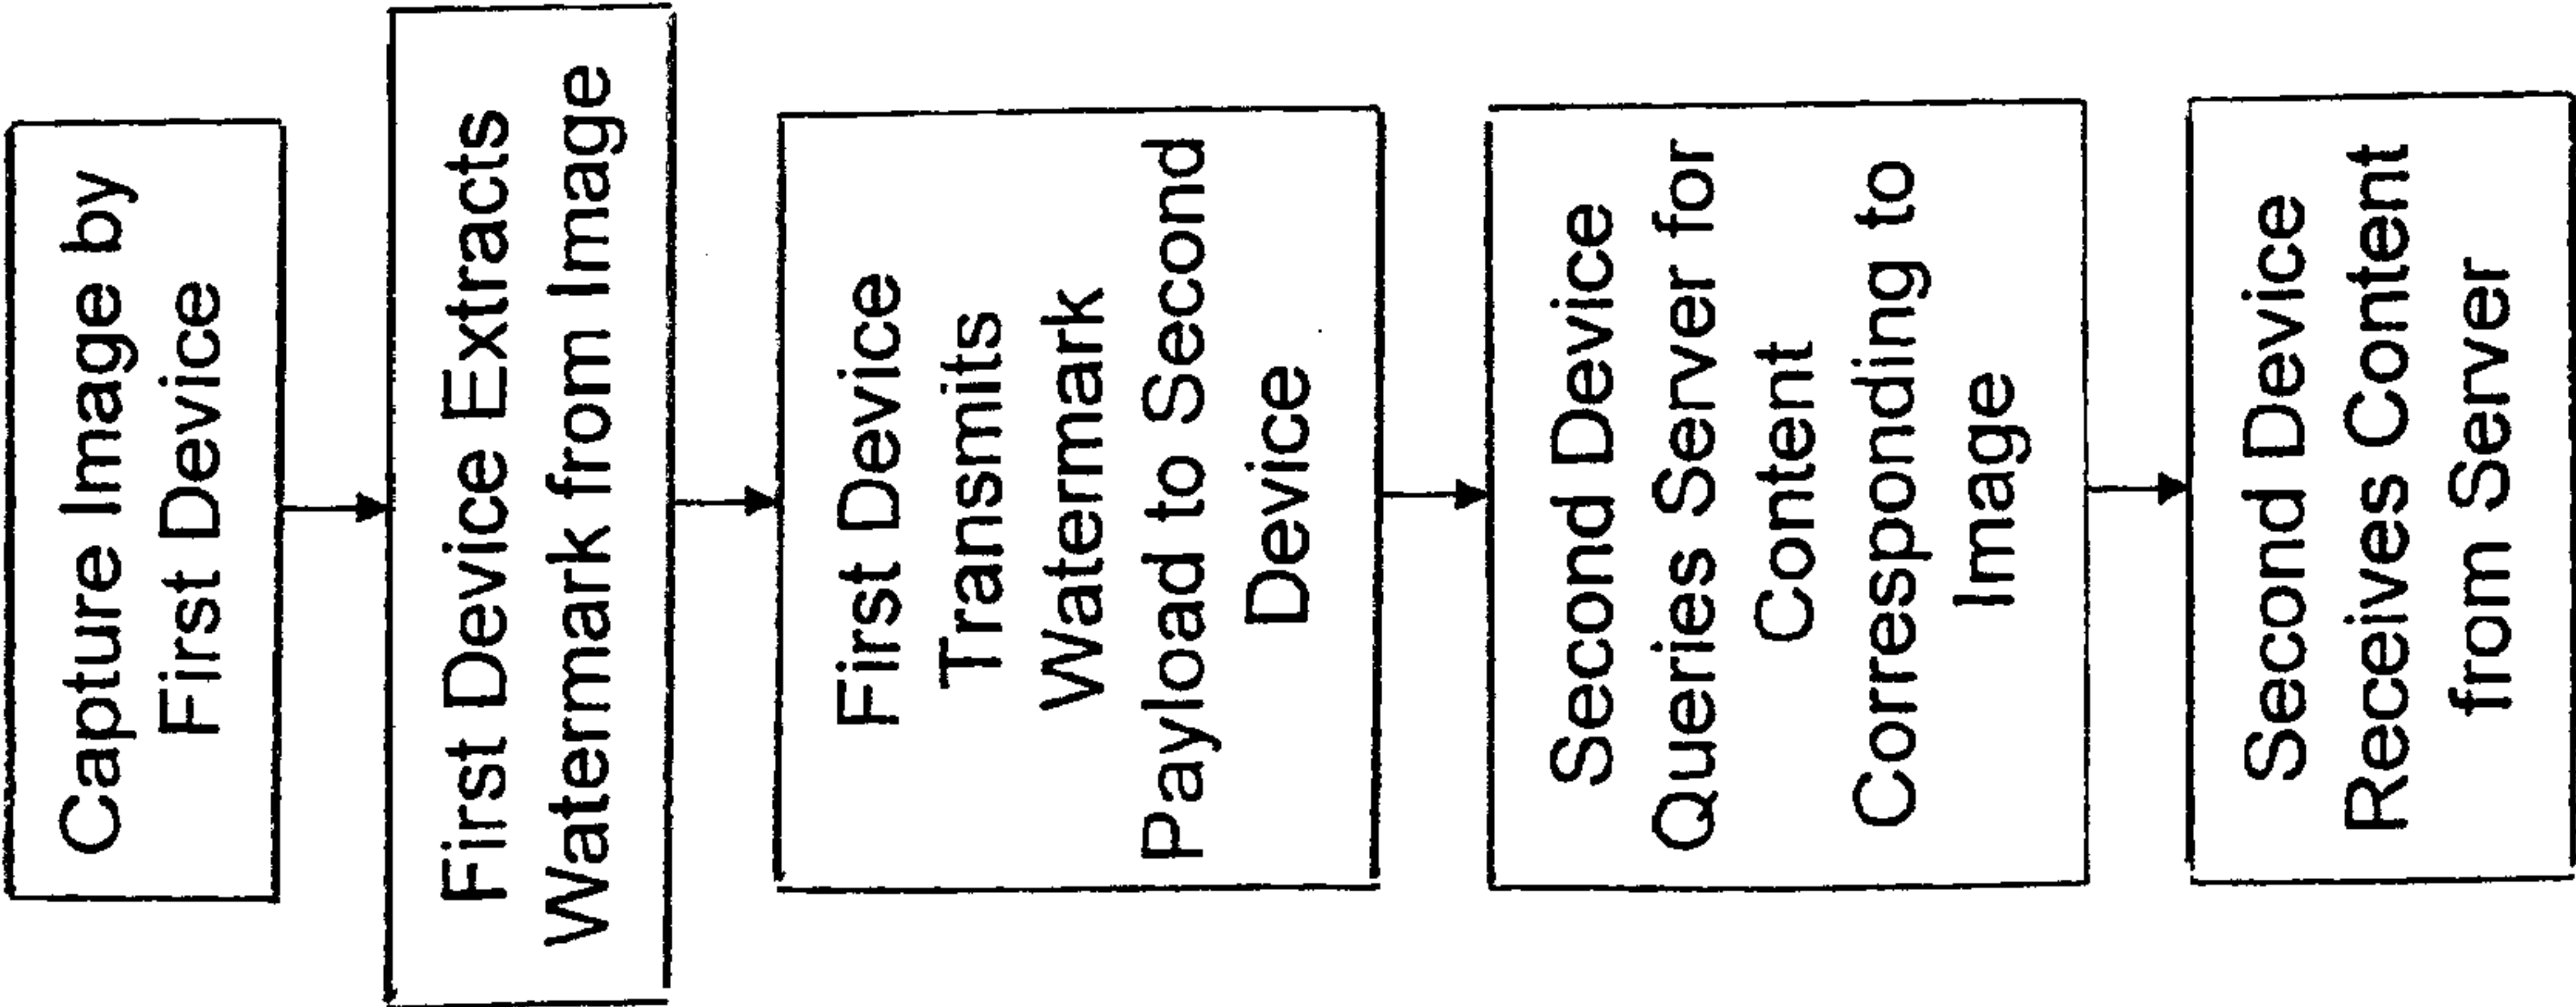 Capture Image by
First Device
First Device Extracts
Watermark from Image
First Device
Transmits
Watermark
Payload to Second
Device
Second Device
Queries Server for
Content
Corresponding to
Image
Second Device
Receives Content
from Server